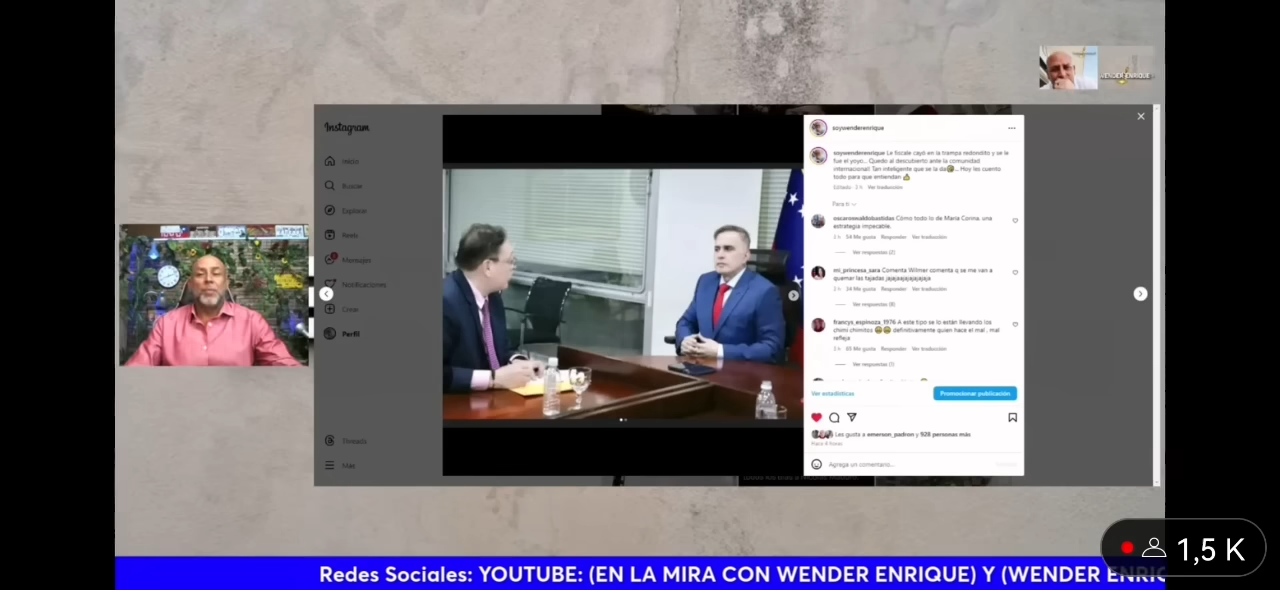 WENDER ENRIQUE
Instagram
Inicio
Buscar
Explorar
Reels
Mensajes
Notificaciones
Crear
Perfil
Threads
Más
soywenderenrique
soywenderenrique Le fiscale cayó en la trampa redondito y se le
fue el yoyo... Quedo al descubierto ante la comunidad
internacional! Tan inteligente que se la da... Hoy les cuento
todo para que entiendan
Editado 3 h Ver traducción
Para ti
oscaroswaldobastidas Cómo todo lo de María Corina, una
estrategia impecable.
2 h 54 Me gusta Responder Ver traducción
Ver respuestas (2)
mi_princesa_sara Comenta Wilmer comenta q se me van a
quemar las tajadas jajajaajajajajajaja
2 h 34 Me gusta Responder Ver traducción
Ver respuestas (8)
francys_espinoza_1976 A este tipo se lo están llevando los
chimi chimitos definitivamente quien hace el mal , mal
refleja
2 h 85 Me gusta Responder Ver traducción
Ver respuestas (1)
Ver estadísticas
Promocionar publicación
Les gusta a emerson_padron y 928 personas más
Agrega un comentario...
1,5 K
Redes Sociales: YOUTUBE: (EN LA MIRA CON WENDER ENRIQUE) Y (WENDER ENRIQ